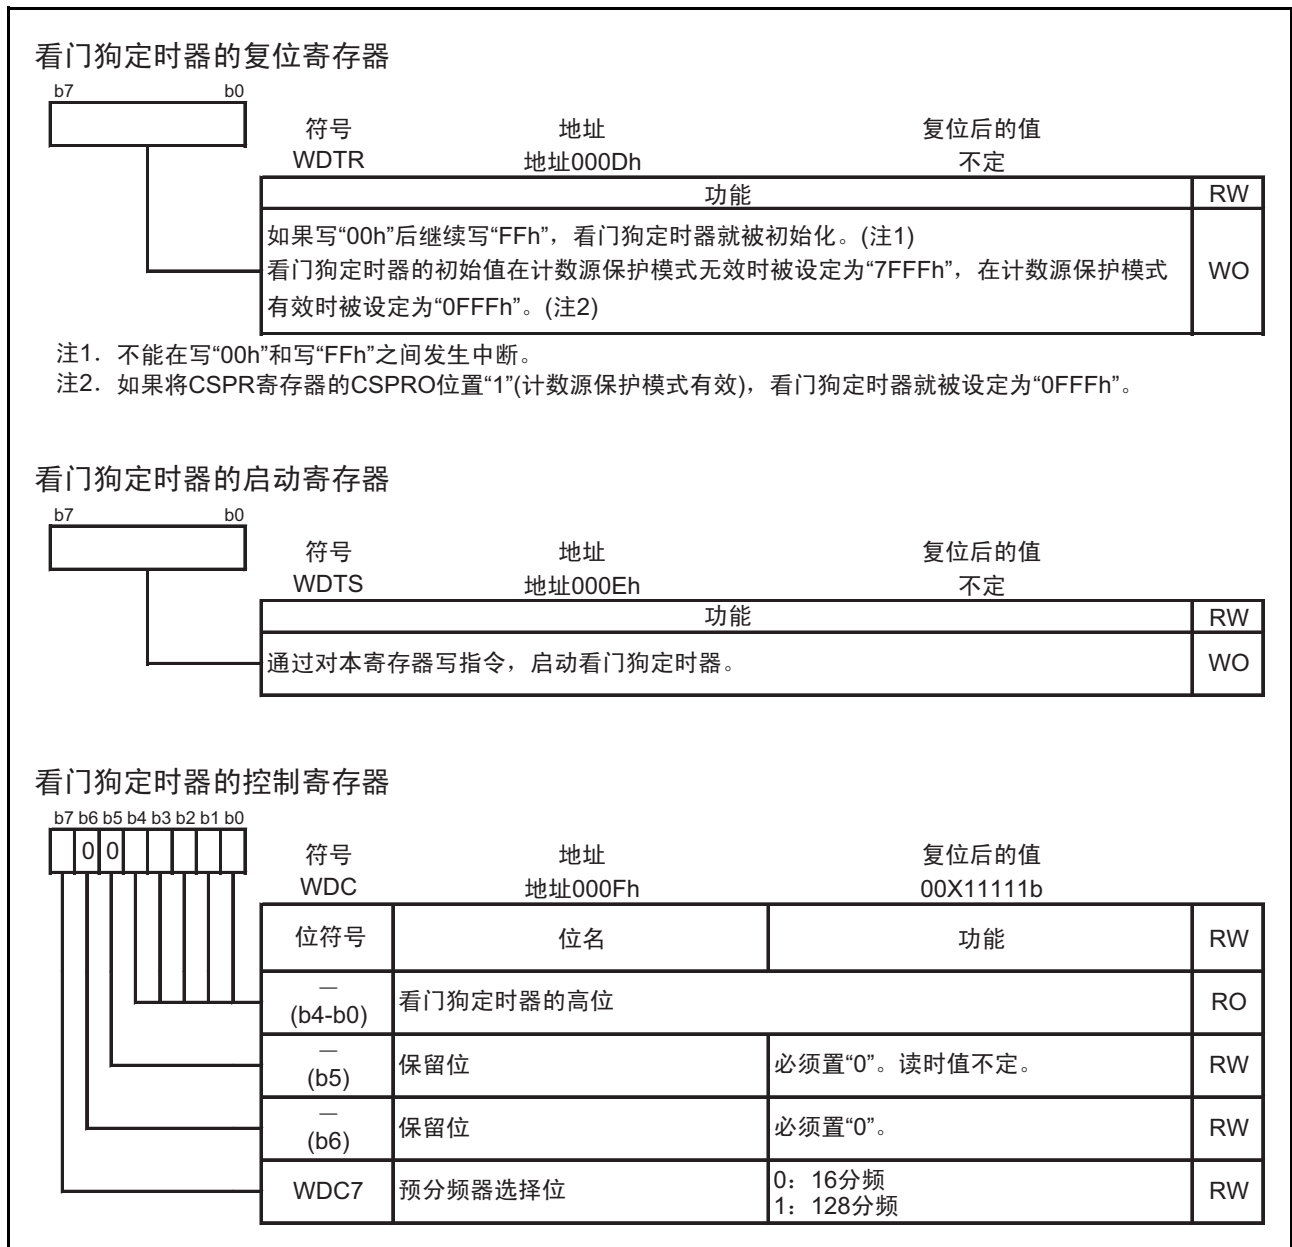 看门狗定时器的复位寄存器
b7 b0
符号 地址 复位后的值
WDTR 地址000Dh 不定
功能 RW
如果写“00h”后继续写“FFh”，看门狗定时器就被初始化。(注1)
看门狗定时器的初始值在计数源保护模式无效时被设定为“7FFFh”，在计数源保护模式 WO
有效时被设定为“0FFFh”。(注2)
注1. 不能在写“00h”和写“FFh”之间发生中断。
注2. 如果将CSPR寄存器的CSPRO位置“1”(计数源保护模式有效)，看门狗定时器就被设定为“0FFFh”。
看门狗定时器的启动寄存器
b7 b0
符号 地址 复位后的值
WDTS 地址000Eh 不定
功能 RW
通过对本寄存器写指令，启动看门狗定时器。 WO
看门狗定时器的控制寄存器
b7 b6 b5 b4 b3 b2 b1 b0
0 0
符号 地址 复位后的值
WDC 地址000Fh 00X11111b
位符号 位名 功能 RW
—
(b4-b0) 看门狗定时器的高位 RO
—
(b5) 保留位 必须置“0”。读时值不定。 RW
—
(b6) 保留位 必须置“0”。 RW
WDC7 预分频器选择位 0：16分频 RW
1：128分频